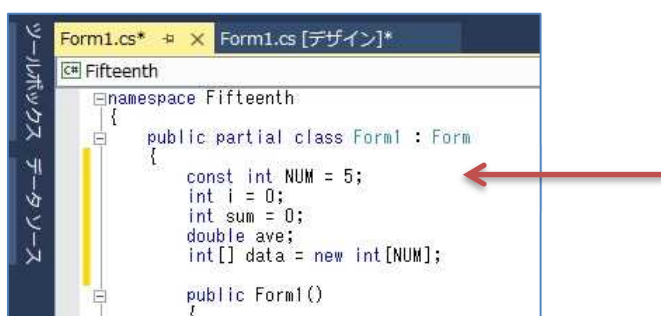 ツールボックス データソース
Form1.cs* Form1.cs [デザイン]*
C# Fifteenth
namespace Fifteenth
{
public partial class Form1 : Form
{
const int NUM = 5;
int i = 0;
int sum = 0;
double ave;
int[] data = new int[NUM];
public Form1()
{